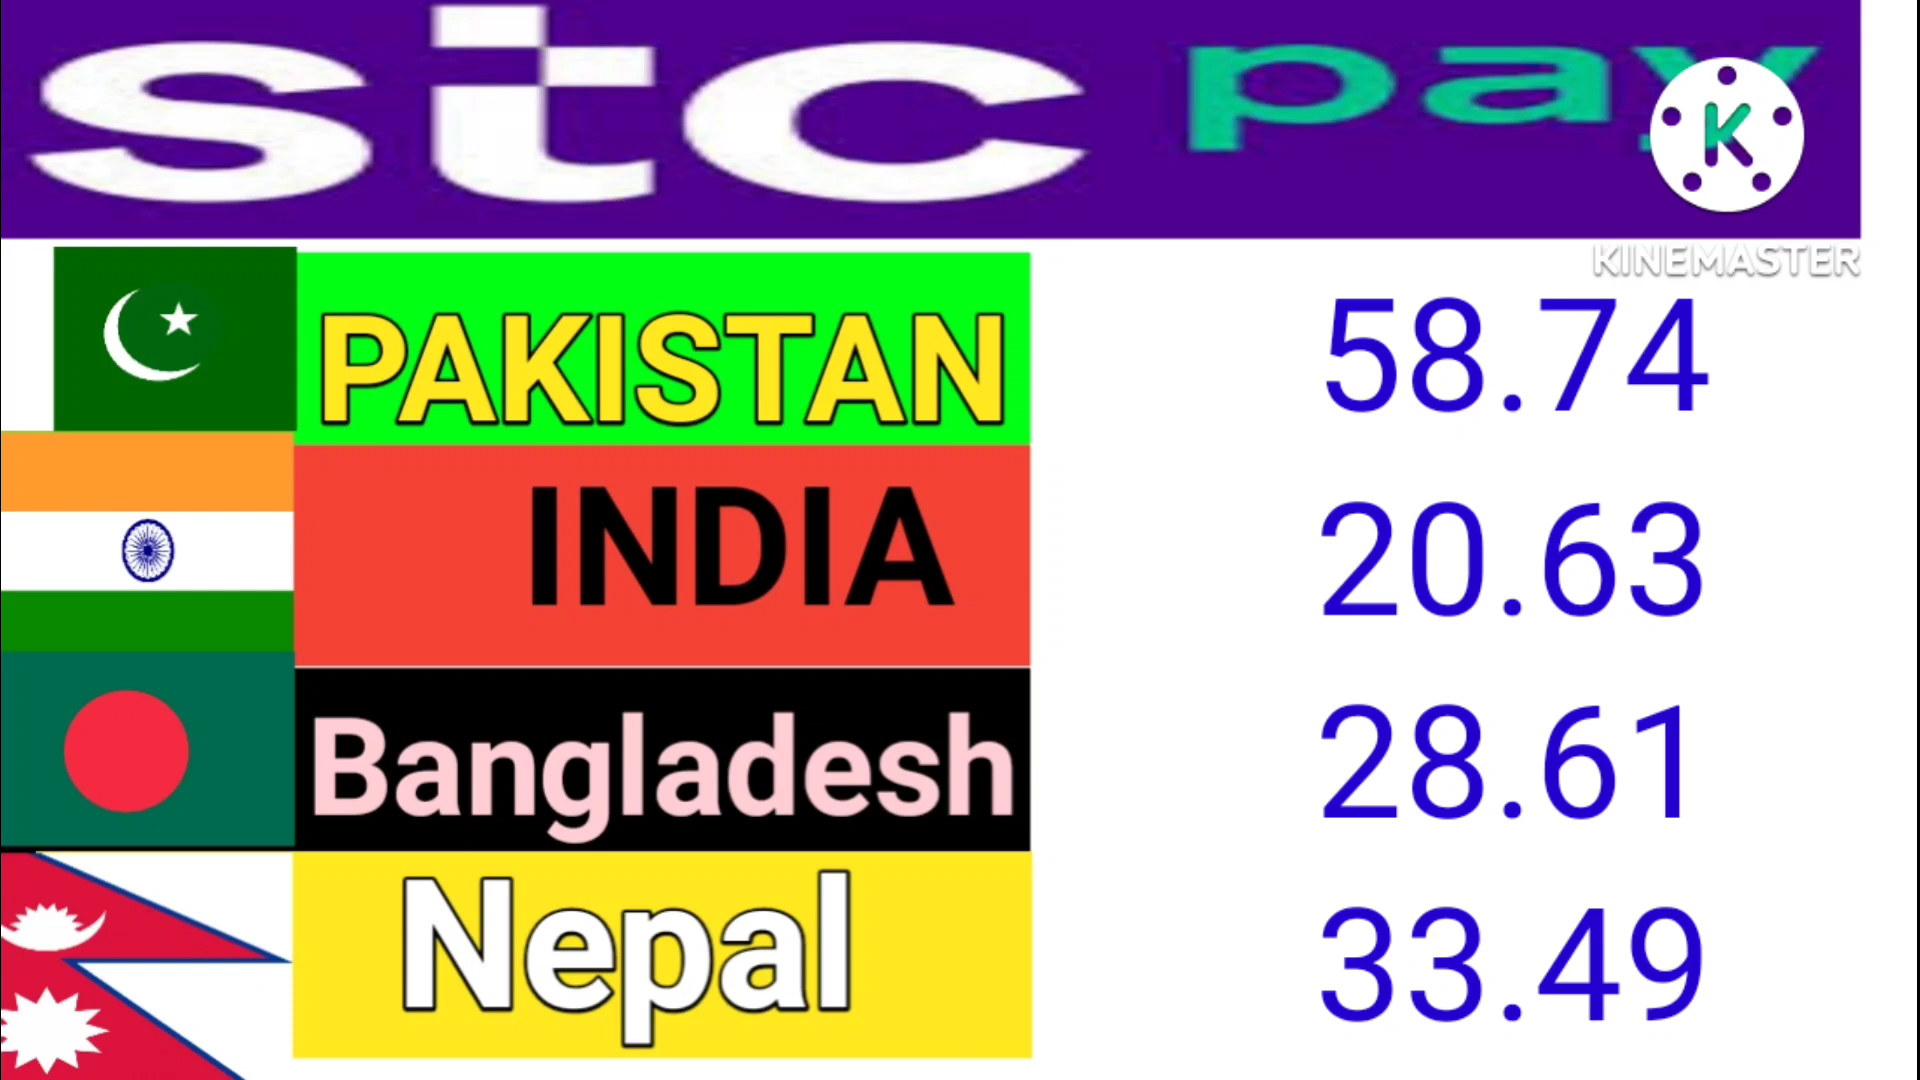 stc pay
K
KINEMASTER
PAKISTAN 58.74
INDIA 20.63
Bangladesh 28.61
Nepal 33.49